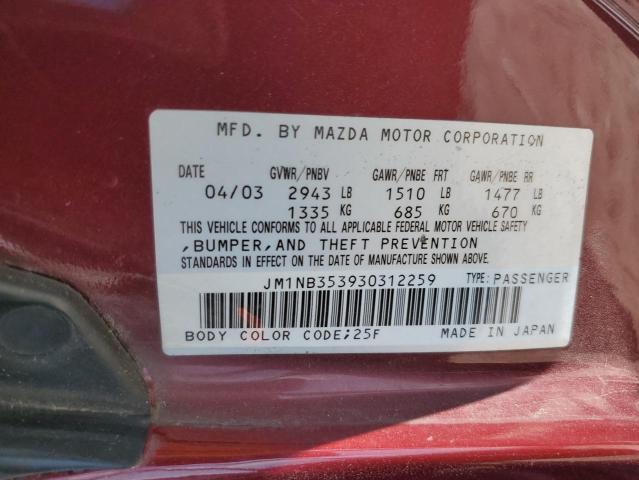 MFD. BY MAZDA MOTOR CORPORATION
DATE GVWR/PNBV GAWR/PNBE FRT GAWR/PNBE RR
04/03 2943 LB 1510 LB 1477 LB
1335 KG 685 KG 670 KG
THIS VEHICLE CONFORMS TO ALL APPLICABLE FEDERAL MOTOR VEHICLE SAFETY
,BUMPER,AND THEFT PREVENTION
STANDARDS IN EFFECT ON THE DATE OF MANUFACTURE SHOWN ABOVE.
JM1NB353930312259 TYPE:PASSENGER
BODY COLOR CODE;25F MADE IN JAPAN